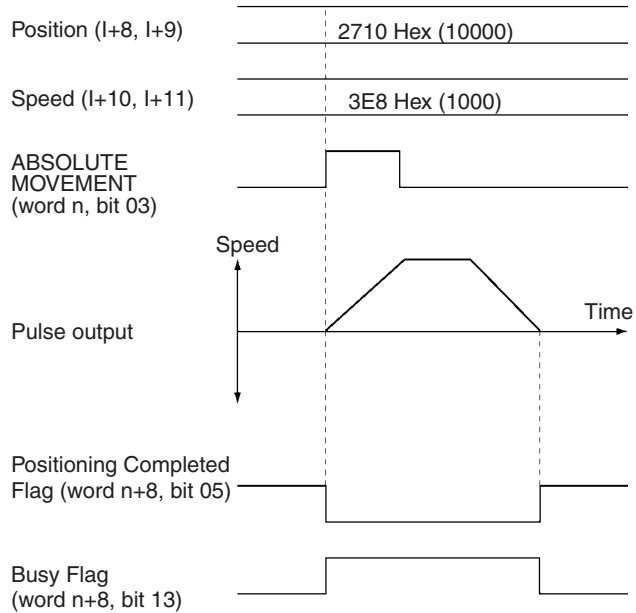 Position (I+8, I+9)
2710 Hex (10000)
Speed (I+10, I+11)
3E8 Hex (1000)
ABSOLUTE
MOVEMENT
(word n, bit 03)
Speed
Time
Pulse output
Positioning Completed
Flag (word n+8, bit 05)
Busy Flag
(word n+8, bit 13)